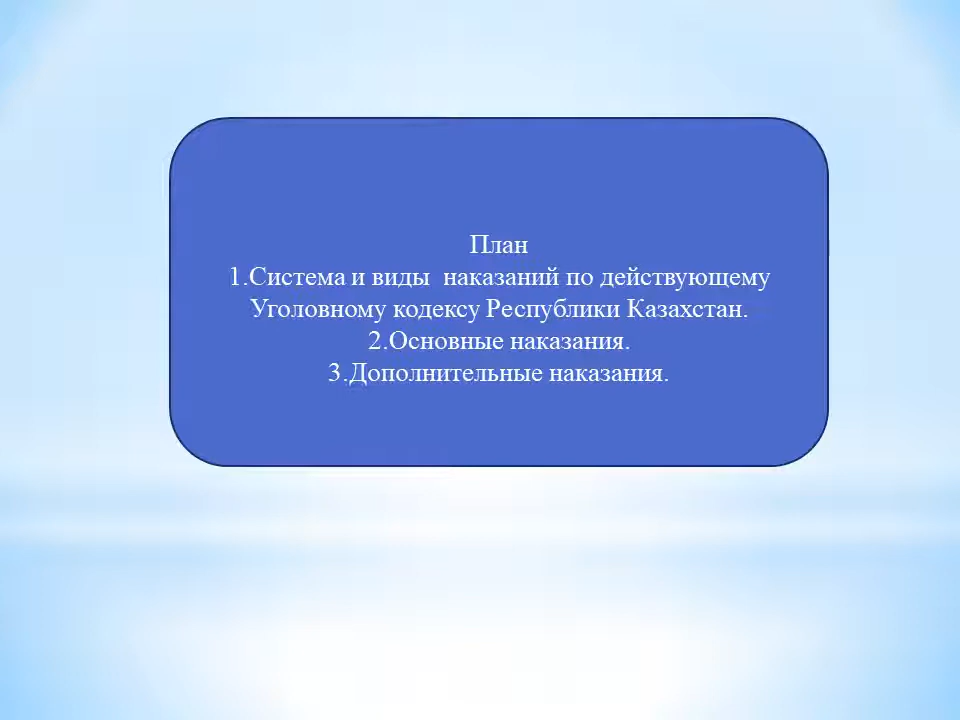 План
1.Система и виды  наказаний по действующему
Уголовному кодексу Республики Казахстан.
2.Основные наказания.
3.Дополнительные наказания.